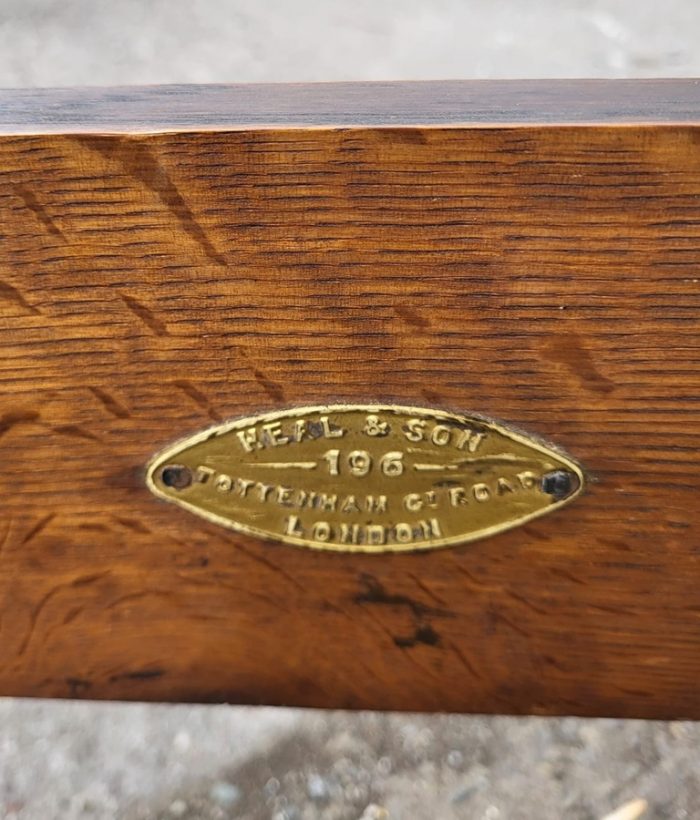 HEAL & SON
196
TOTTENHAM CT ROAD
LONDON